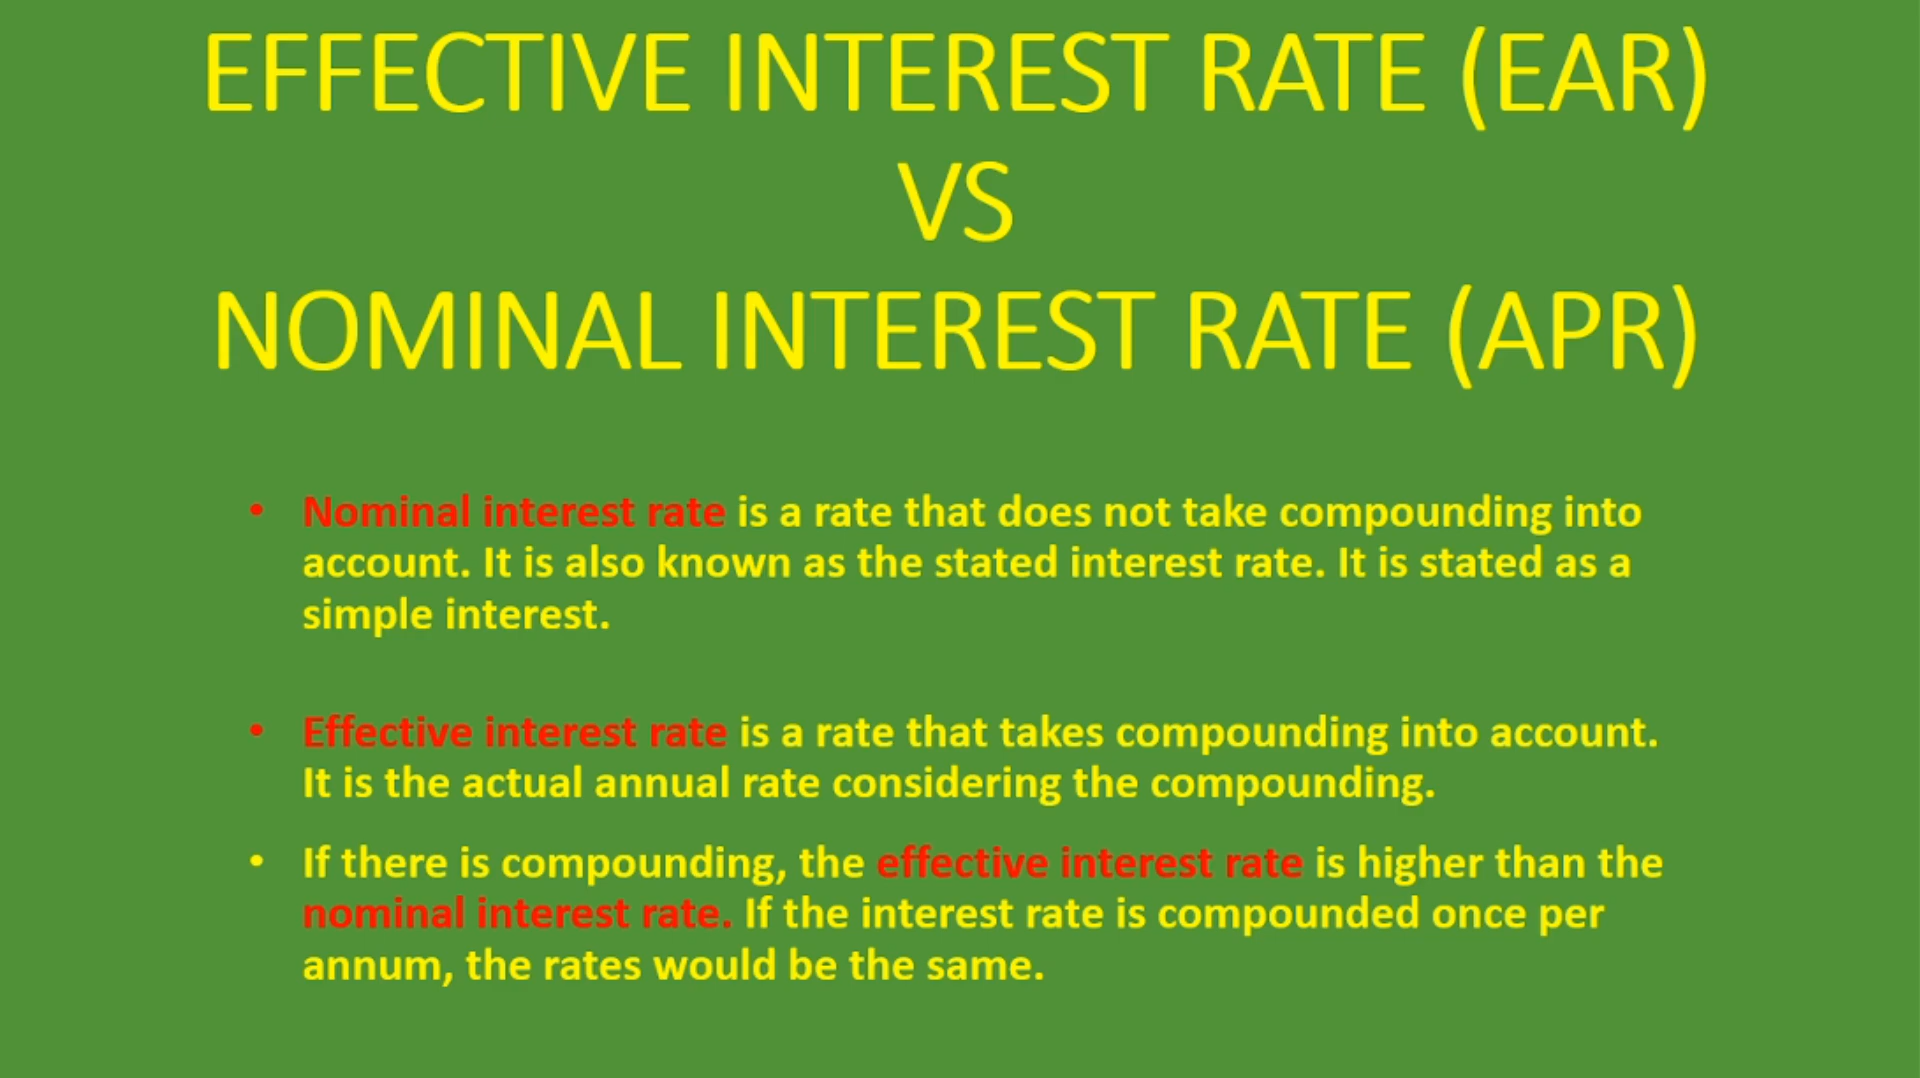 EFFECTIVE INTEREST RATE (EAR)
VS
NOMINAL INTEREST RATE (APR)
• Nominal interest rate is a rate that does not take compounding into
account. It is also known as the stated interest rate. It is stated as a
simple interest.
• Effective interest rate is a rate that takes compounding into account.
It is the actual annual rate considering the compounding.
• If there is compounding, the effective interest rate is higher than the
nominal interest rate. If the interest rate is compounded once per
annum, the rates would be the same.